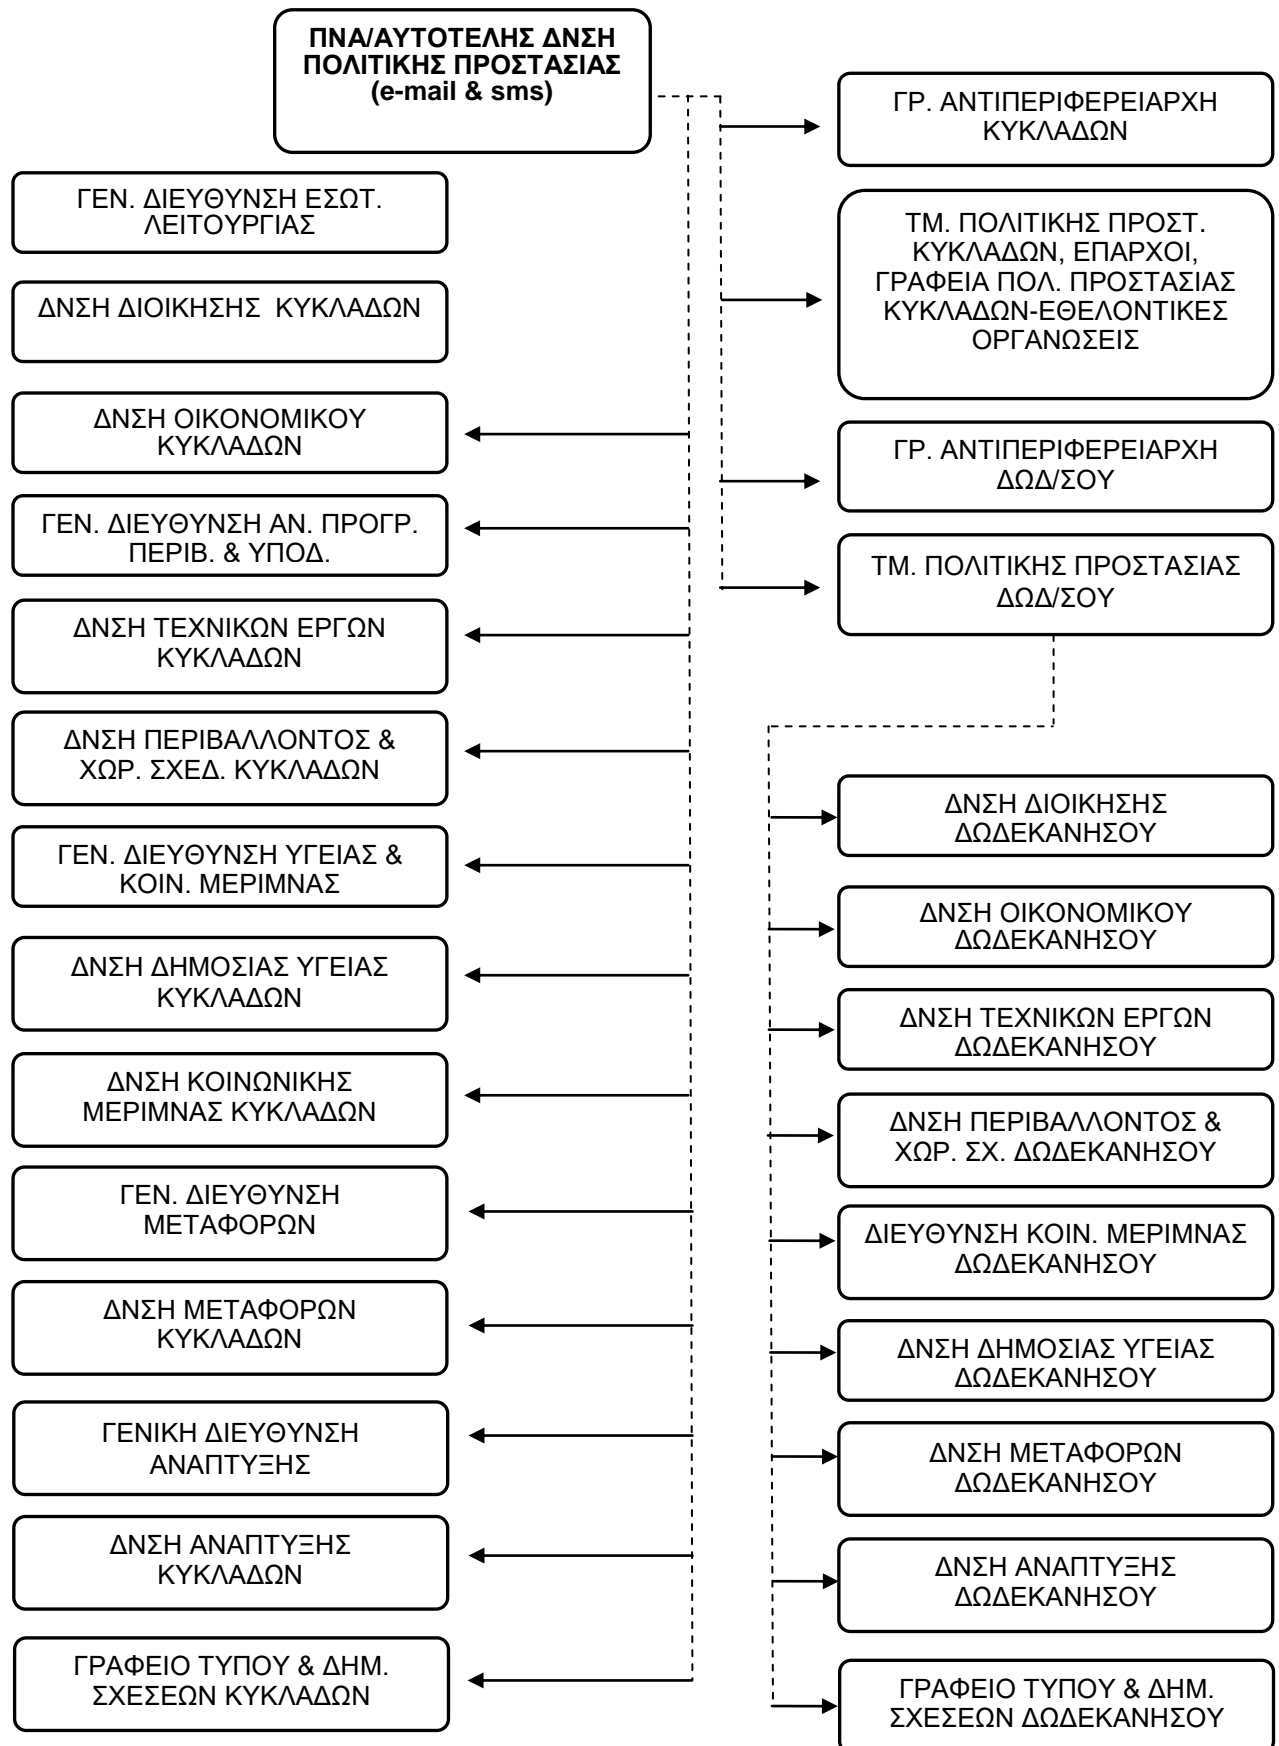 ΠΝΑ/ΑΥΤΟΤΕΛΗΣ ΔΝΣΗ
ΠΟΛΙΤΙΚΗΣ ΠΡΟΣΤΑΣΙΑΣ
(e-mail & sms)
ΓΕΝ. ΔΙΕΥΘΥΝΣΗ ΕΣΩΤ.
ΛΕΙΤΟΥΡΓΙΑΣ
ΔΝΣΗ ΔΙΟΙΚΗΣΗΣ ΚΥΚΛΑΔΩΝ
ΔΝΣΗ ΟΙΚΟΝΟΜΙΚΟΥ
ΚΥΚΛΑΔΩΝ
ΓΕΝ. ΔΙΕΥΘΥΝΣΗ ΑΝ. ΠΡΟΓΡ.
ΠΕΡΙΒ. & ΥΠΟΔ.
ΔΝΣΗ ΤΕΧΝΙΚΩΝ ΕΡΓΩΝ
ΚΥΚΛΑΔΩΝ
ΔΝΣΗ ΠΕΡΙΒΑΛΛΟΝΤΟΣ &
ΧΩΡ. ΣΧΕΔ. ΚΥΚΛΑΔΩΝ
ΓΕΝ. ΔΙΕΥΘΥΝΣΗ ΥΓΕΙΑΣ &
ΚΟΙΝ. ΜΕΡΙΜΝΑΣ
ΔΝΣΗ ΔΗΜΟΣΙΑΣ ΥΓΕΙΑΣ
ΚΥΚΛΑΔΩΝ
ΔΝΣΗ ΚΟΙΝΩΝΙΚΗΣ
ΜΕΡΙΜΝΑΣ ΚΥΚΛΑΔΩΝ
ΓΕΝ. ΔΙΕΥΘΥΝΣΗ
ΜΕΤΑΦΟΡΩΝ
ΔΝΣΗ ΜΕΤΑΦΟΡΩΝ
ΚΥΚΛΑΔΩΝ
ΓΕΝΙΚΗ ΔΙΕΥΘΥΝΣΗ
ΑΝΑΠΤΥΞΗΣ
ΔΝΣΗ ΑΝΑΠΤΥΞΗΣ
ΚΥΚΛΑΔΩΝ
ΓΡΑΦΕΙΟ ΤΥΠΟΥ & ΔΗΜ.
ΣΧΕΣΕΩΝ ΚΥΚΛΑΔΩΝ
ΓΡ. ΑΝΤΙΠΕΡΙΦΕΡΕΙΑΡΧΗ
ΚΥΚΛΑΔΩΝ
ΤΜ. ΠΟΛΙΤΙΚΗΣ ΠΡΟΣΤ.
ΚΥΚΛΑΔΩΝ, ΕΠΑΡΧΟΙ,
ΓΡΑΦΕΙΑ ΠΟΛ. ΠΡΟΣΤΑΣΙΑΣ
ΚΥΚΛΑΔΩΝ-ΕΘΕΛΟΝΤΙΚΕΣ
ΟΡΓΑΝΩΣΕΙΣ
ΓΡ. ΑΝΤΙΠΕΡΙΦΕΡΕΙΑΡΧΗ
ΔΩΔ/ΣΟΥ
ΤΜ. ΠΟΛΙΤΙΚΗΣ ΠΡΟΣΤΑΣΙΑΣ
ΔΩΔ/ΣΟΥ
ΔΝΣΗ ΔΙΟΙΚΗΣΗΣ
ΔΩΔΕΚΑΝΗΣΟΥ
ΔΝΣΗ ΟΙΚΟΝΟΜΙΚΟΥ
ΔΩΔΕΚΑΝΗΣΟΥ
ΔΝΣΗ ΤΕΧΝΙΚΩΝ ΕΡΓΩΝ
ΔΩΔΕΚΑΝΗΣΟΥ
ΔΝΣΗ ΠΕΡΙΒΑΛΛΟΝΤΟΣ &
ΧΩΡ. ΣΧ. ΔΩΔΕΚΑΝΗΣΟΥ
ΔΙΕΥΘΥΝΣΗ ΚΟΙΝ. ΜΕΡΙΜΝΑΣ
ΔΩΔΕΚΑΝΗΣΟΥ
ΔΝΣΗ ΔΗΜΟΣΙΑΣ ΥΓΕΙΑΣ
ΔΩΔΕΚΑΝΗΣΟΥ
ΔΝΣΗ ΜΕΤΑΦΟΡΩΝ
ΔΩΔΕΚΑΝΗΣΟΥ
ΔΝΣΗ ΑΝΑΠΤΥΞΗΣ
ΔΩΔΕΚΑΝΗΣΟΥ
ΓΡΑΦΕΙΟ ΤΥΠΟΥ & ΔΗΜ.
ΣΧΕΣΕΩΝ ΔΩΔΕΚΑΝΗΣΟΥ